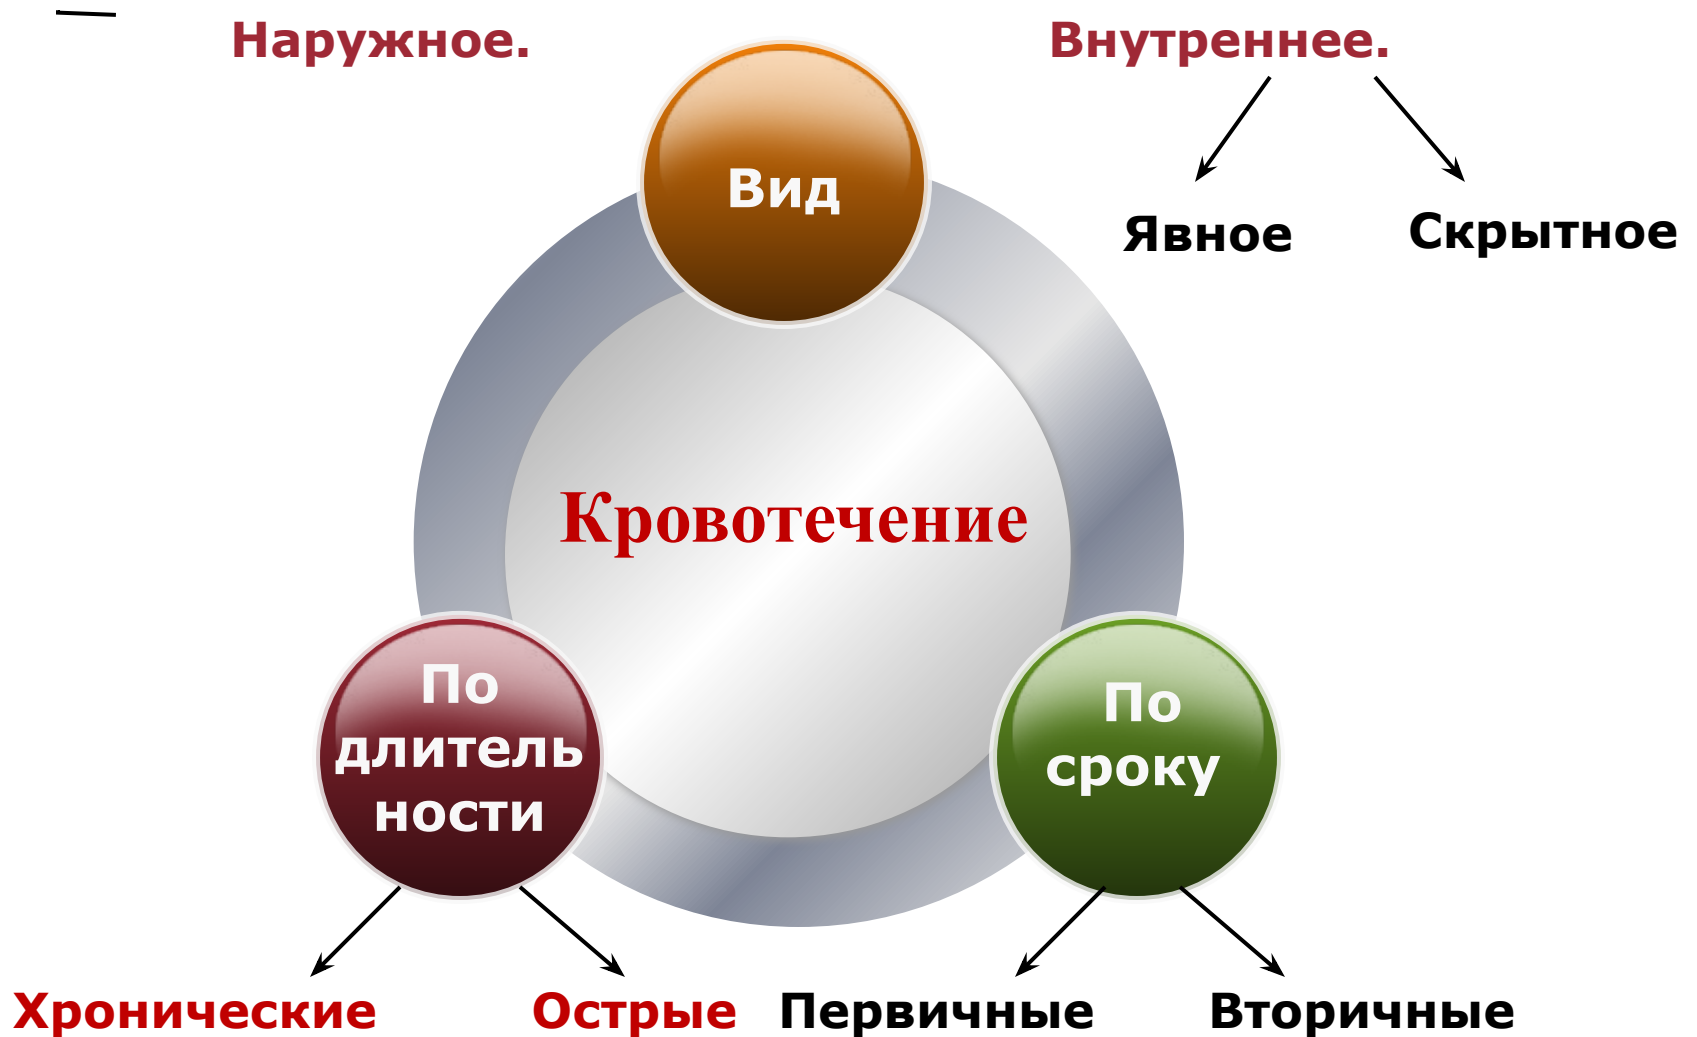 Наружное.
Внутреннее.
Вид
Явное
Скрытное
Кровотечение
По
длитель
ности
По
сроку
Хронические
Острые
Первичные
Вторичные